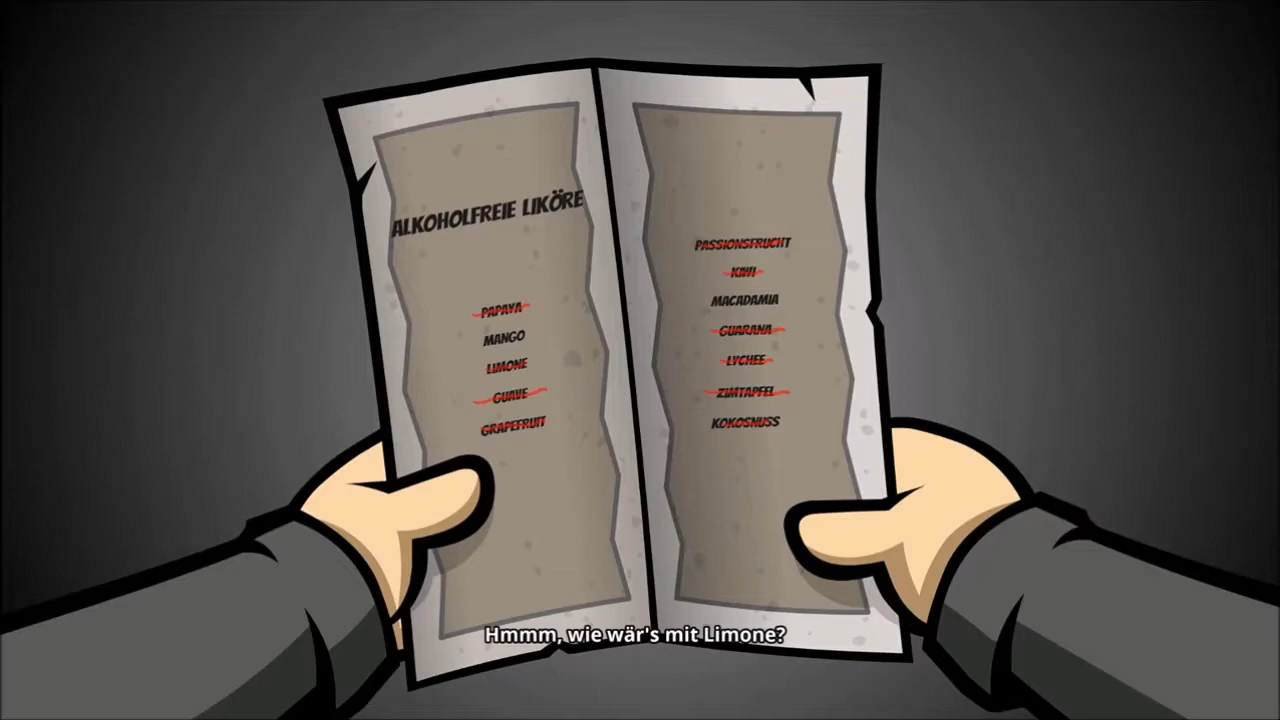 ALKOHOLFREIE LIKÖRE
PAPAYA
MANGO
LIMONE
GUAVE
GRAPEFRUIT
PASSIONSFRUCHT
KIWI
MACADAMIA
GUARANA
LYCHEE
ZIMTAPFEL
KOKOSNUSS
Hmmm, wie wär's mit Limone?